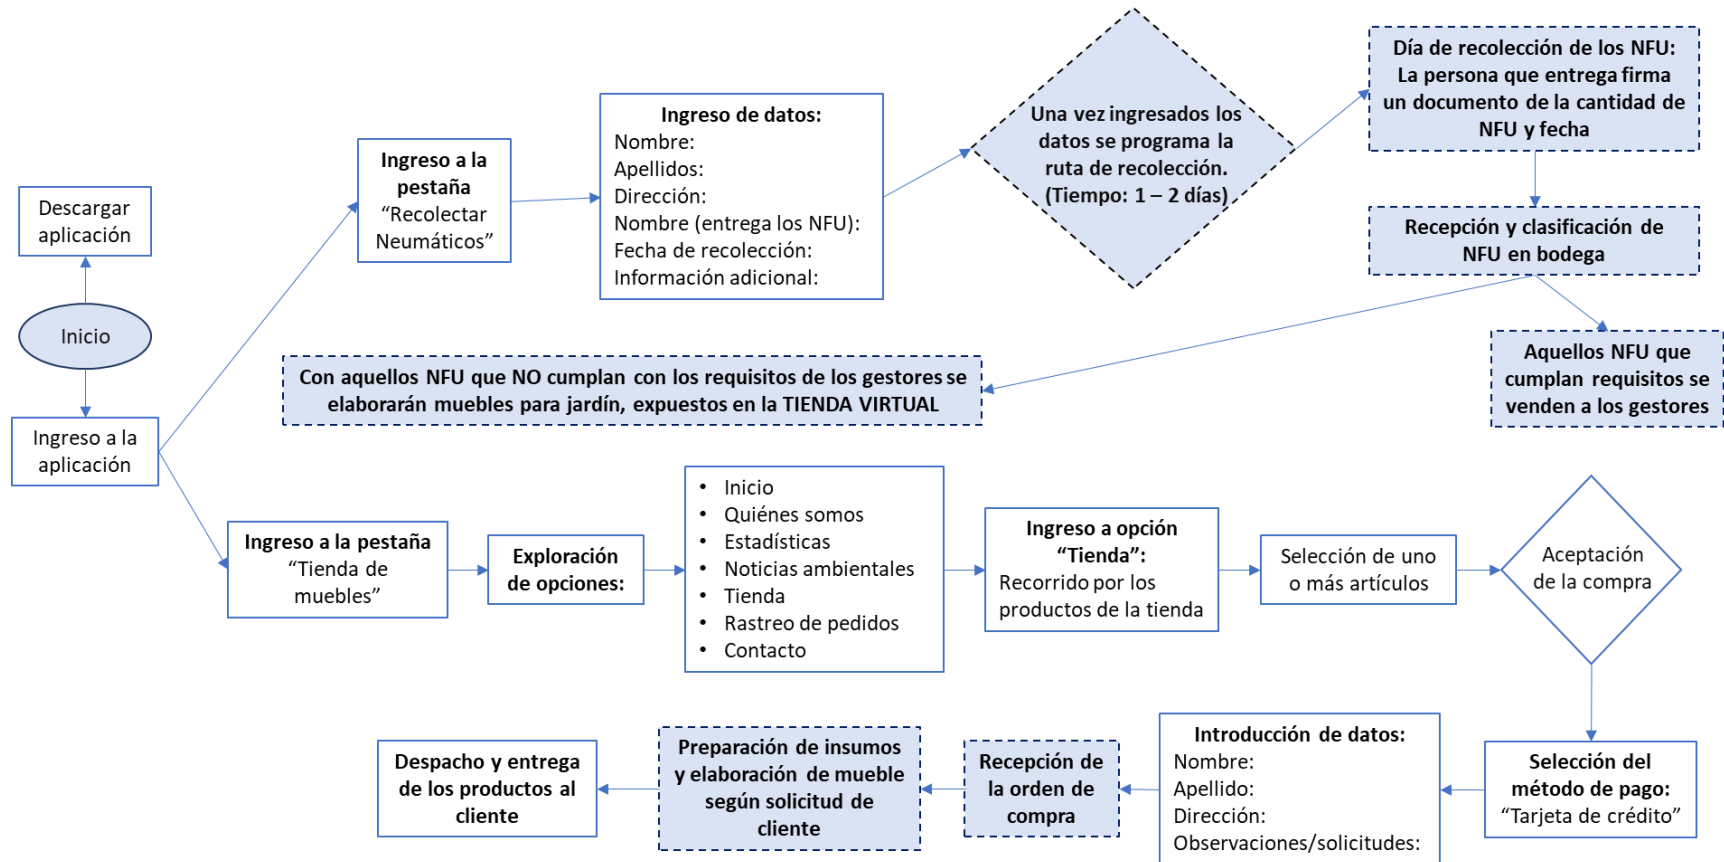 Descargar
aplicación
Inicio
Ingreso a la
aplicación
Ingreso a la
pestaña
“Recolectar
Neumáticos”
Ingreso de datos:
Nombre:
Apellidos:
Dirección:
Nombre (entrega los NFU):
Fecha de recolección:
Información adicional:
Una vez ingresados los
datos se programa la
ruta de recolección.
(Tiempo: 1 – 2 días)
Día de recolección de los NFU:
La persona que entrega firma
un documento de la cantidad de
NFU y fecha
Recepción y clasificación de
NFU en bodega
Con aquellos NFU que NO cumplan con los requisitos de los gestores se
elaborarán muebles para jardín, expuestos en la TIENDA VIRTUAL
Aquellos NFU que
cumplan requisitos se
venden a los gestores
Ingreso a la pestaña
“Tienda de
muebles”
Exploración
de opciones:
• Inicio
• Quiénes somos
• Estadísticas
• Noticias ambientales
• Tienda
• Rastreo de pedidos
• Contacto
Ingreso a opción
“Tienda”:
Recorrido por los
productos de la tienda
Selección de uno
o más artículos
Aceptación
de la compra
Selección del
método de pago:
“Tarjeta de crédito”
Introducción de datos:
Nombre:
Apellido:
Dirección:
Observaciones/solicitudes:
Recepción de
la orden de
compra
Preparación de insumos
y elaboración de mueble
según solicitud de
cliente
Despacho y entrega
de los productos al
cliente